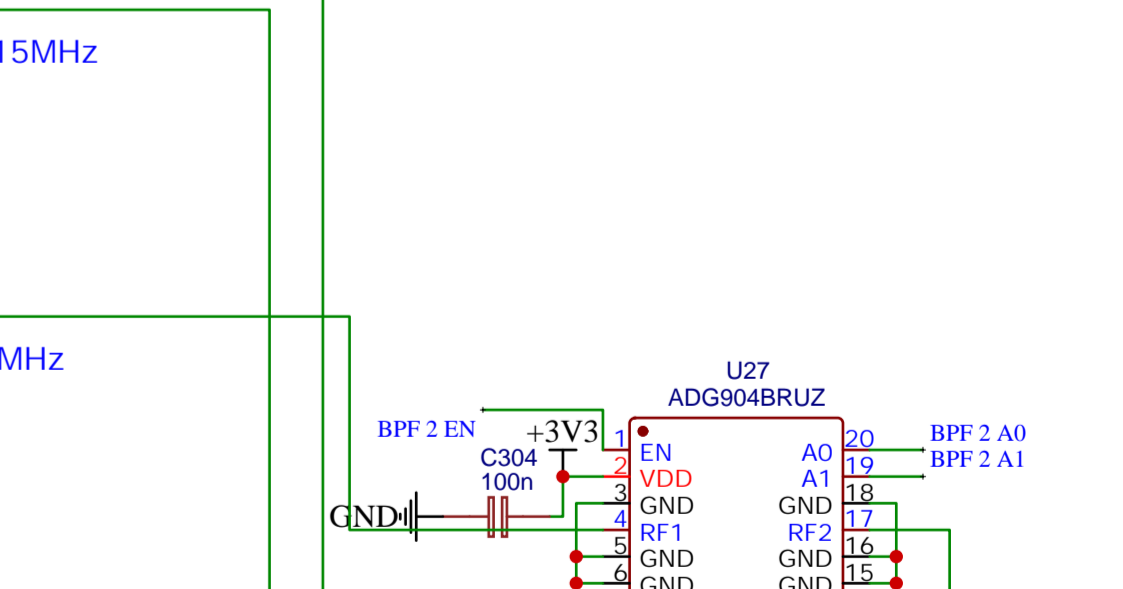 15MHz
MHz
U27
ADG904BRUZ
BPF 2 EN
+3V3
C304
100n
GND
1 EN
2 VDD
3 GND
4 RF1
5 GND
6 GND
A0 20
A1 19
GND 18
RF2 17
GND 16
GND 15
BPF 2 A0
BPF 2 A1